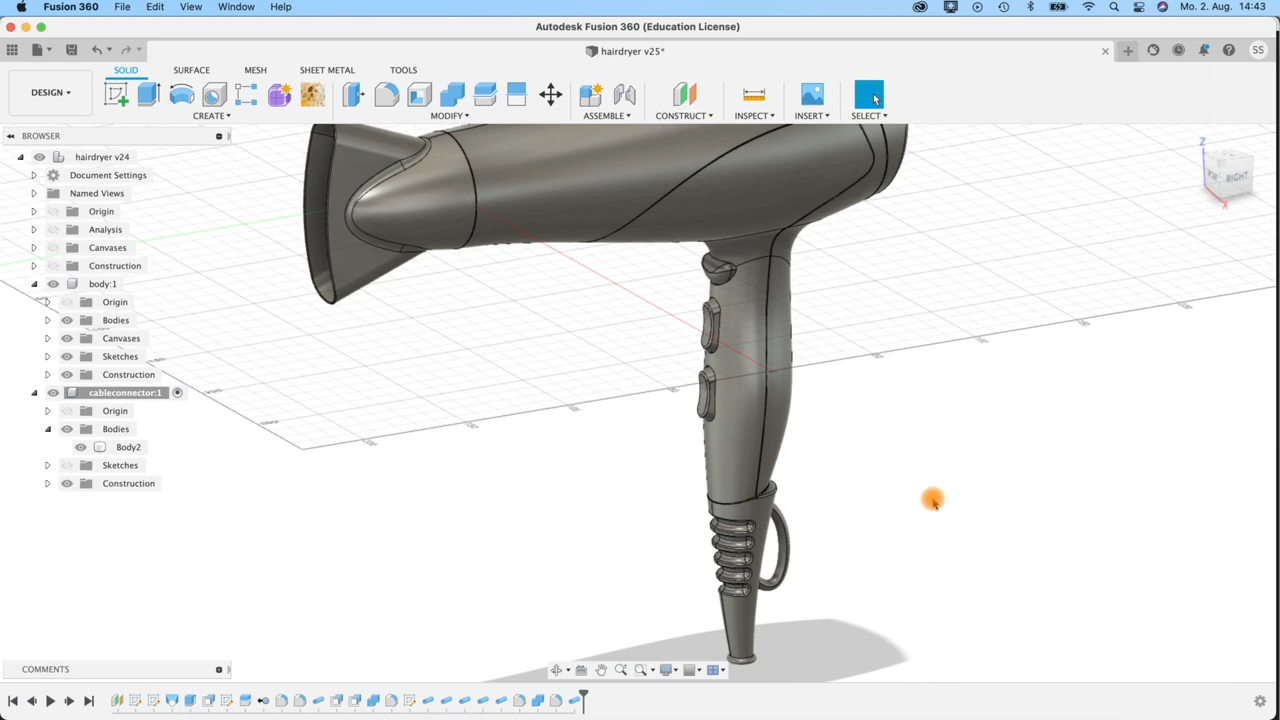 Fusion 360 File Edit View Window Help Mo. 2. Aug. 14:43
Autodesk Fusion 360 (Education License)
hairdryer v25*
SS
SOLID SURFACE MESH SHEET METAL TOOLS
DESIGN
CREATE MODIFY ASSEMBLE CONSTRUCT INSPECT INSERT SELECT
BROWSER
hairdryer v24
Document Settings
Named Views
Origin
Analysis
Canvases
Construction
body:1
Origin
Bodies
Canvases
Sketches
Construction
cableconnector:1
Origin
Bodies
Body2
Sketches
Construction
Z
RIGHT
X
COMMENTS